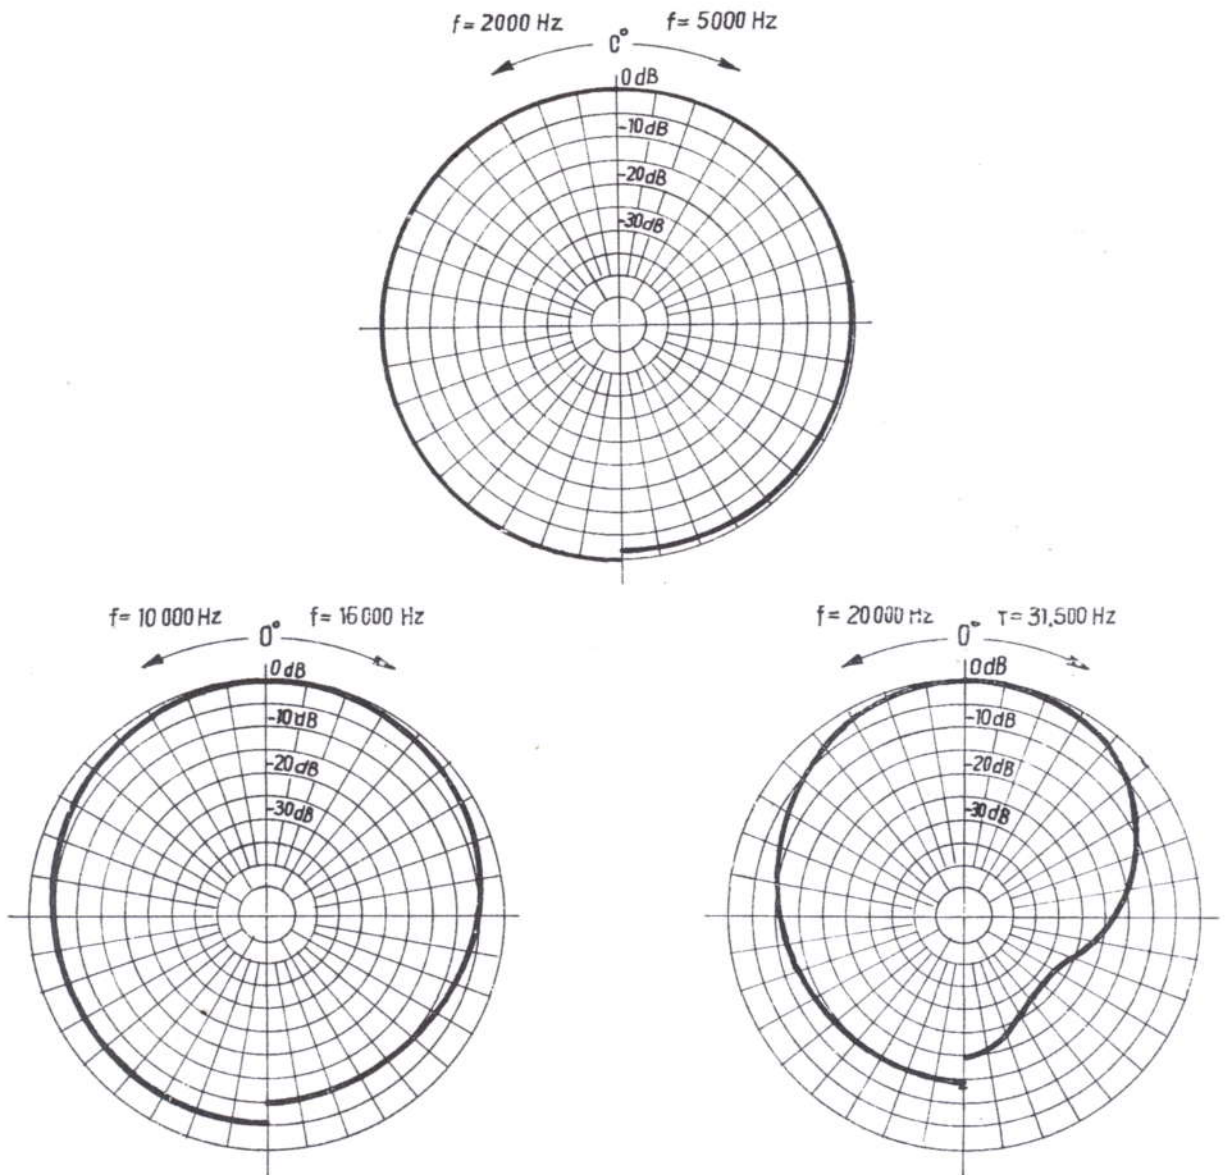 f = 2000 Hz f = 5000 Hz
0°
0 dB
-10 dB
-20 dB
-30 dB
f = 10 000 Hz f = 16 000 Hz
0°
0 dB
-10 dB
-20 dB
-30 dB
f = 20 000 Hz f = 31,500 Hz
0°
0 dB
-10 dB
-20 dB
-30 dB